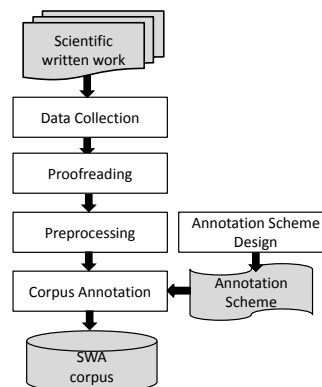 Scientific
written work
Data Collection
Proofreading
Preprocessing
Annotation Scheme
Design
Corpus Annotation
Annotation
Scheme
SWA
corpus